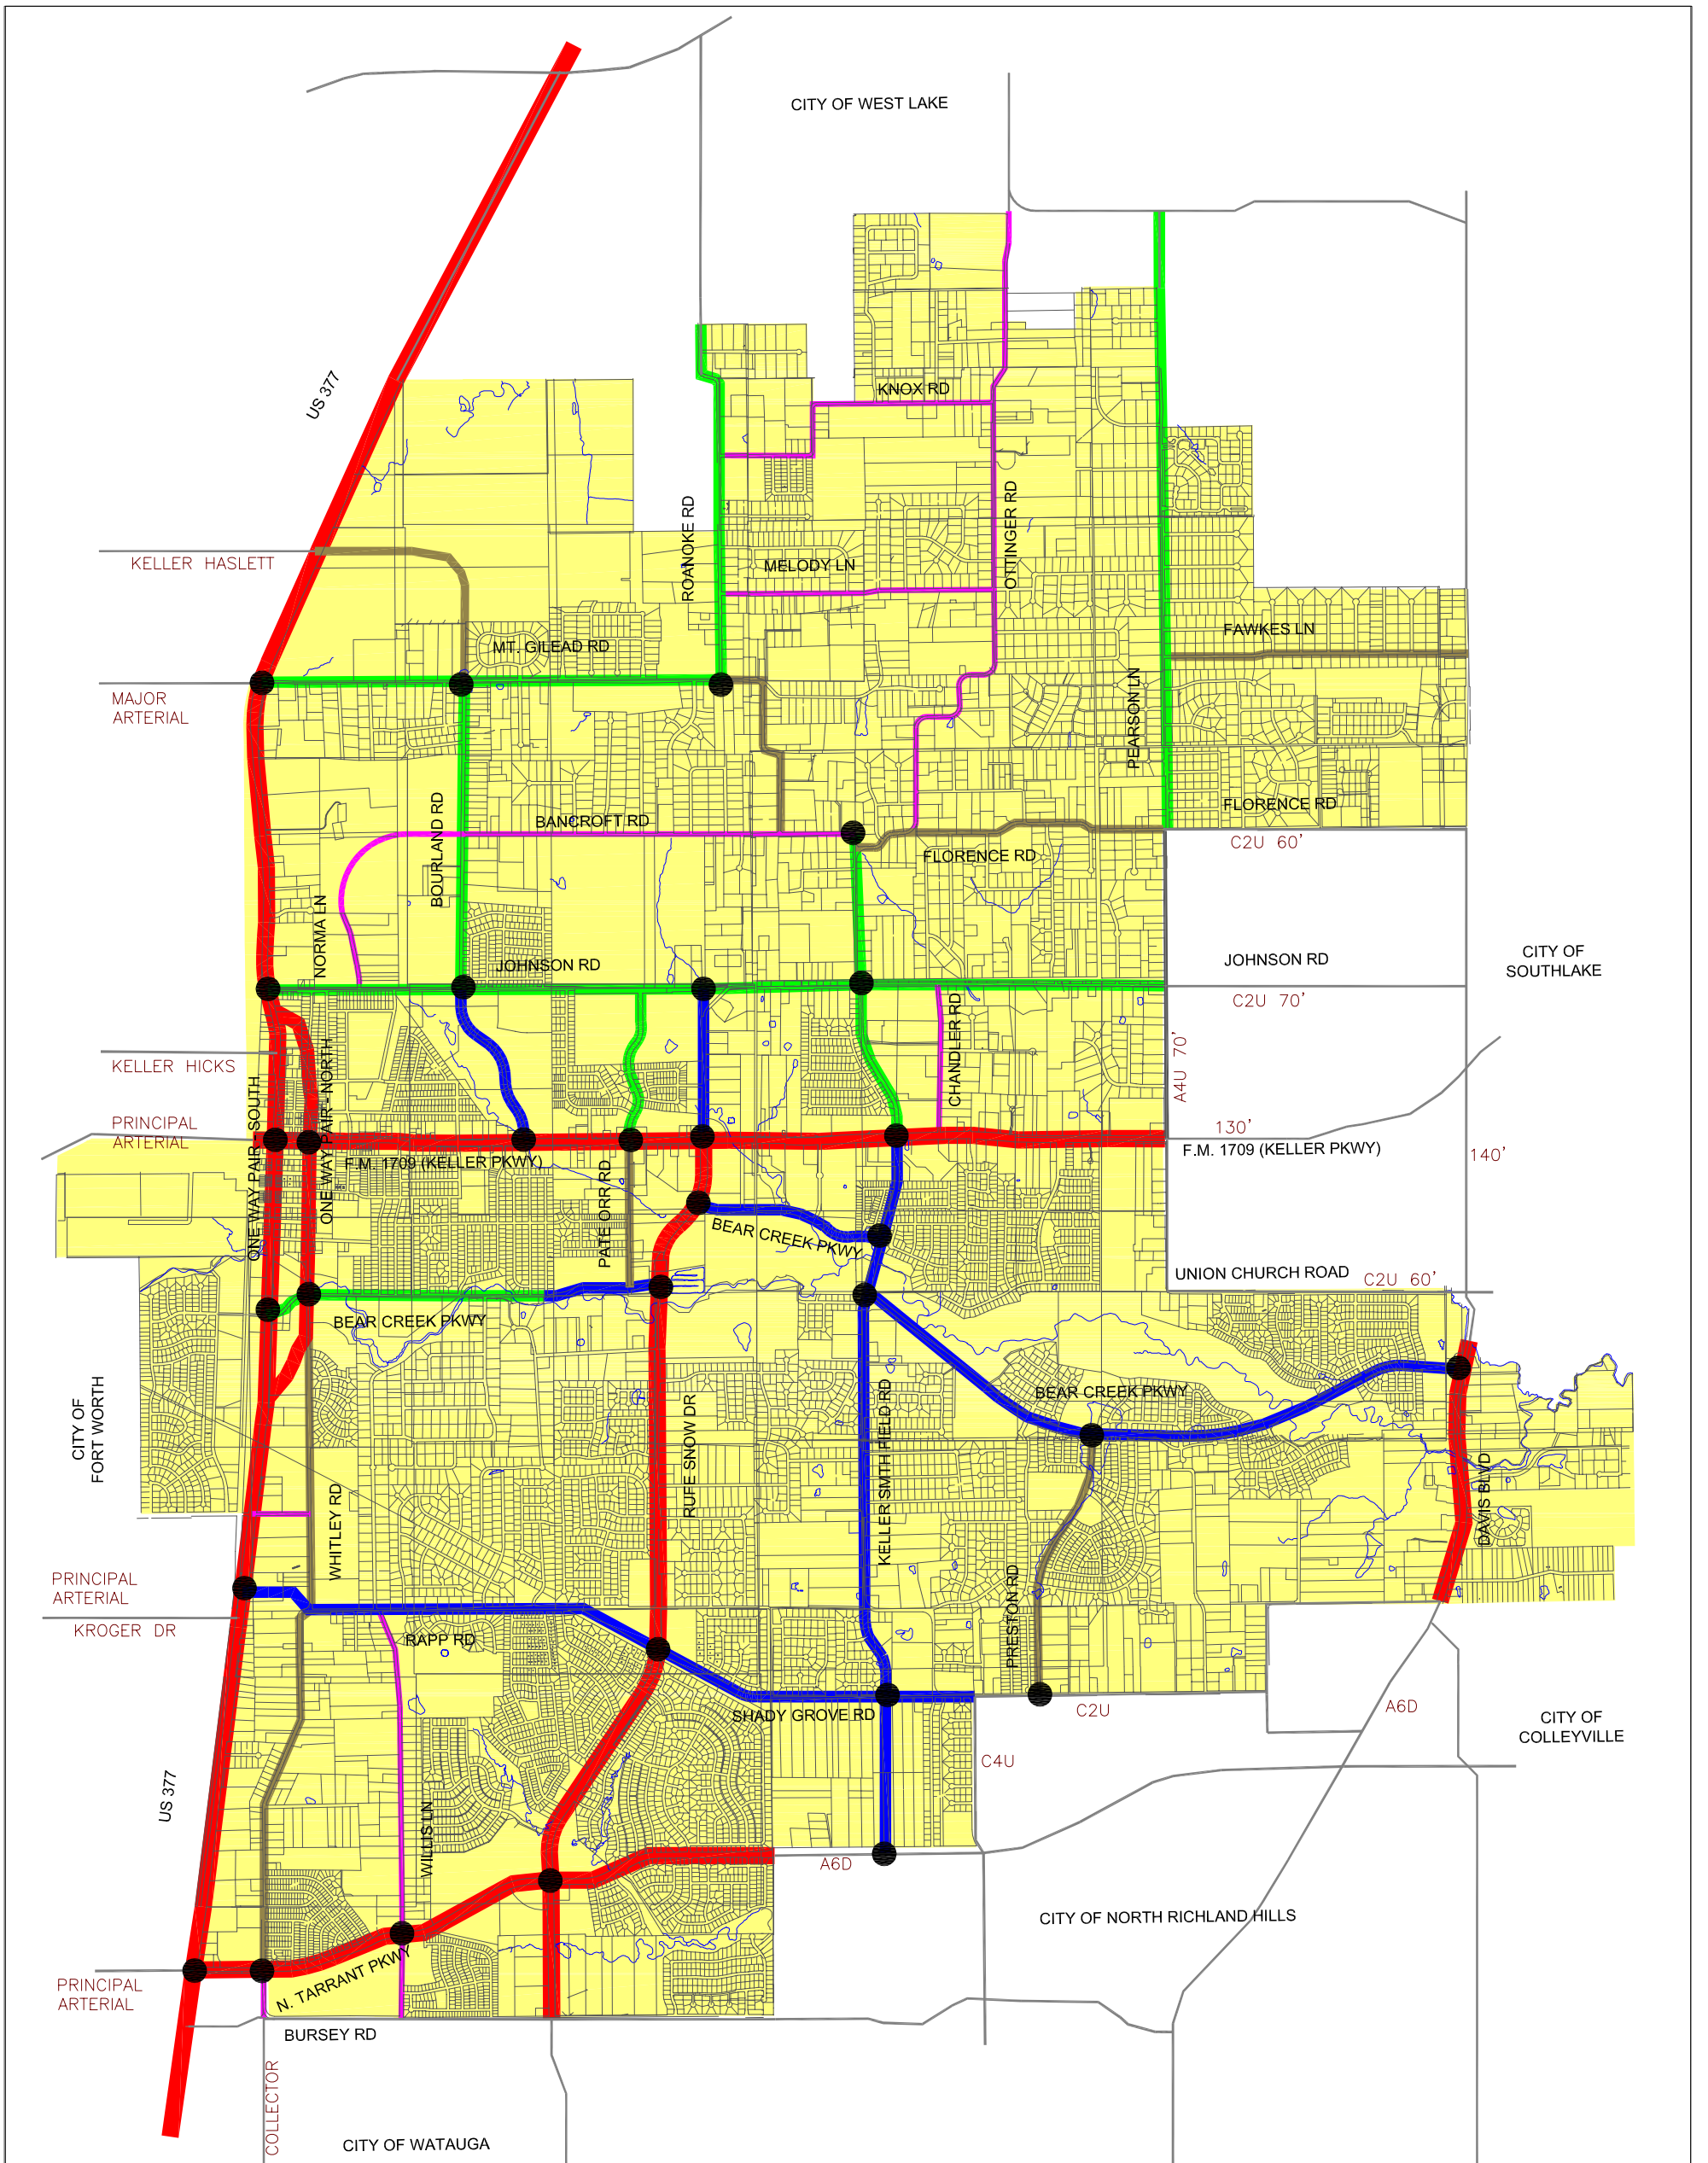 CITY OF WEST LAKE
US 377
KNOX RD
ROANOKE RD
OTTINGER RD
KELLER HASLETT
MELODY LN
FAWKES LN
MT. GILEAD RD
MAJOR
ARTERIAL
PEARSON LN
BOURLAND RD
BANCROFT RD
FLORENCE RD
C2U 60'
FLORENCE RD
NORMA LN
JOHNSON RD
JOHNSON RD
CITY OF
SOUTHLAKE
C2U 70'
CHANDLER RD
A4U 70'
KELLER HICKS
ONE WAY PAIR - SOUTH
ONE WAY PAIR - NORTH
PRINCIPAL
ARTERIAL
130'
F.M. 1709 (KELLER PKWY)
F.M. 1709 (KELLER PKWY)
140'
PATE ORR RD
BEAR CREEK PKWY
UNION CHURCH ROAD
C2U 60'
BEAR CREEK PKWY
CITY OF
FORT WORTH
BEAR CREEK PKWY
RUFE SNOW DR
KELLER SMTH FIELD RD
DAVIS BLVD
WHITLEY RD
PRINCIPAL
ARTERIAL
PRESTON RD
KROGER DR
RAPP RD
SHADY GROVE RD
C2U
A6D
CITY OF
COLLEYVILLE
C4U
US 377
WILLIS LN
A6D
CITY OF NORTH RICHLAND HILLS
N. TARRANT PKWY
PRINCIPAL
ARTERIAL
BURSEY RD
COLLECTOR
CITY OF WATAUGA